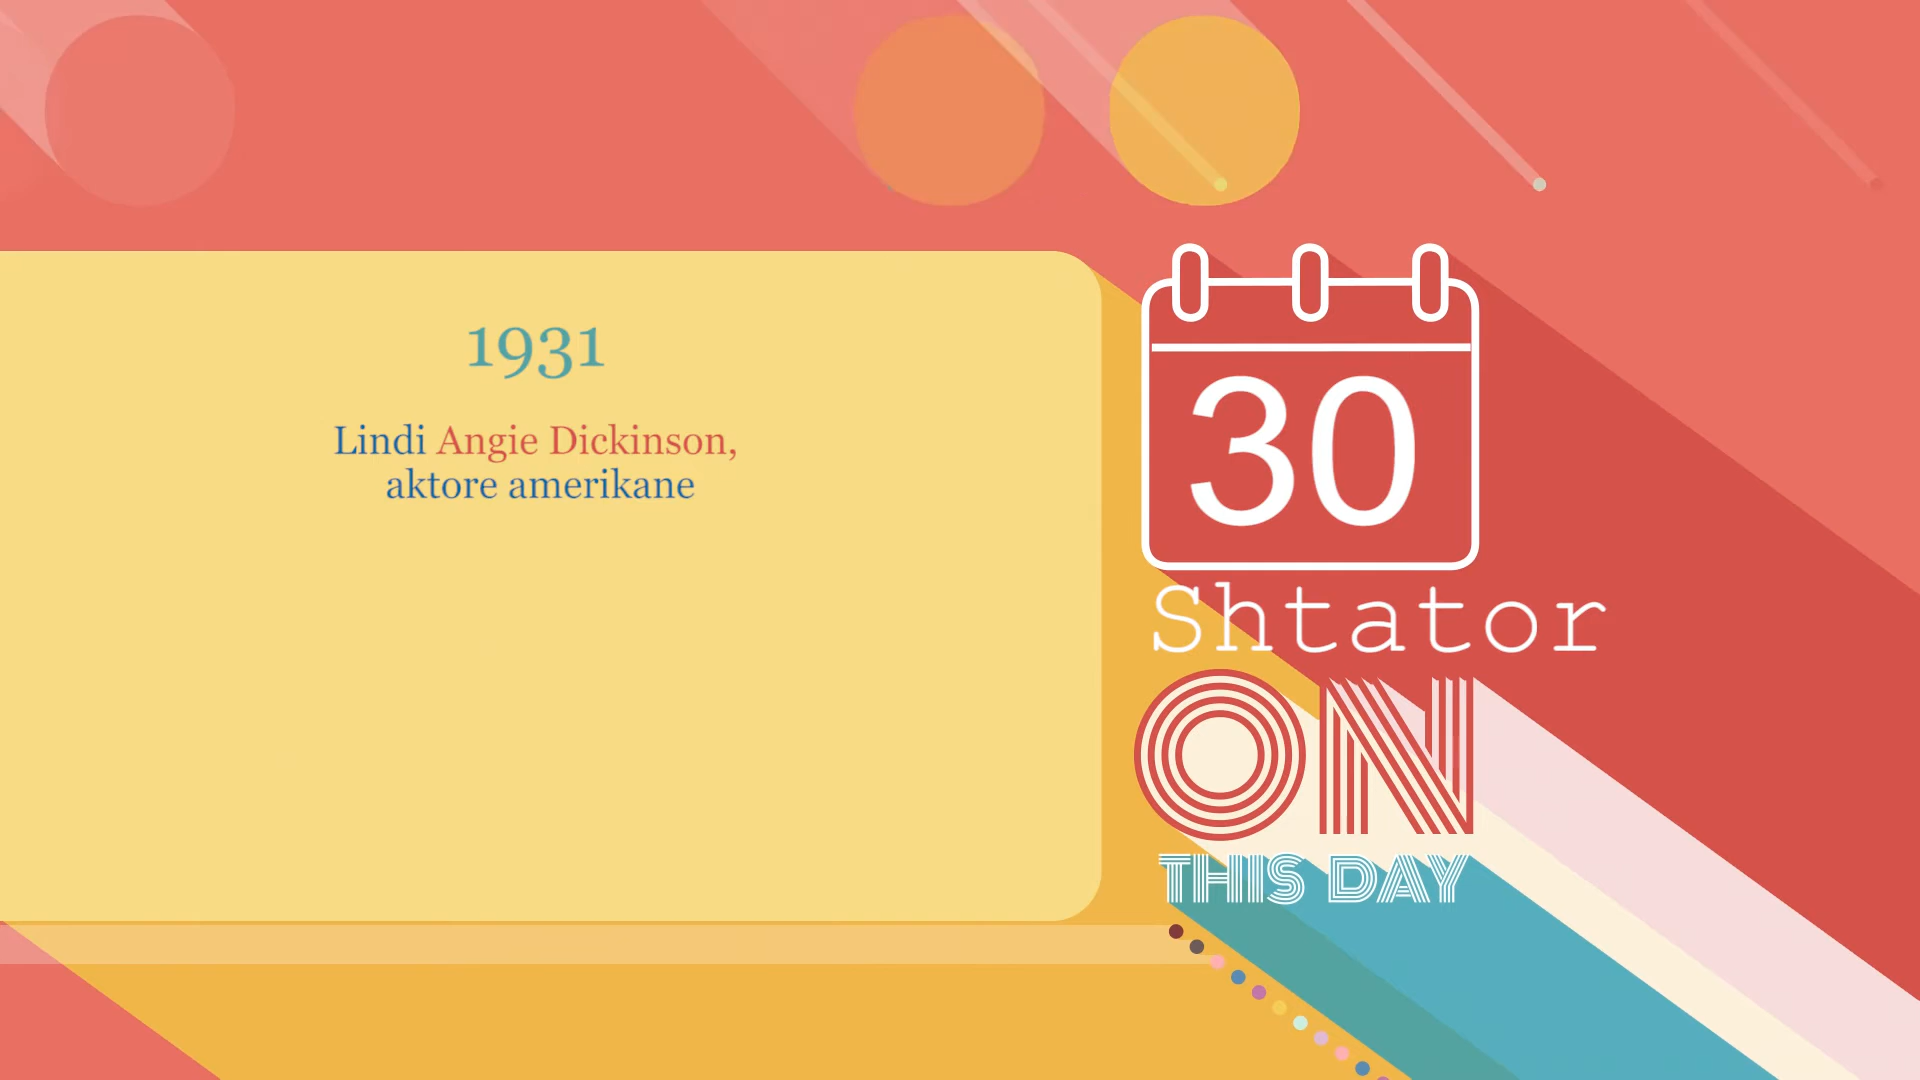 1931
Lindi Angie Dickinson,
aktore amerikane
30
Shtator
ON
THIS DAY